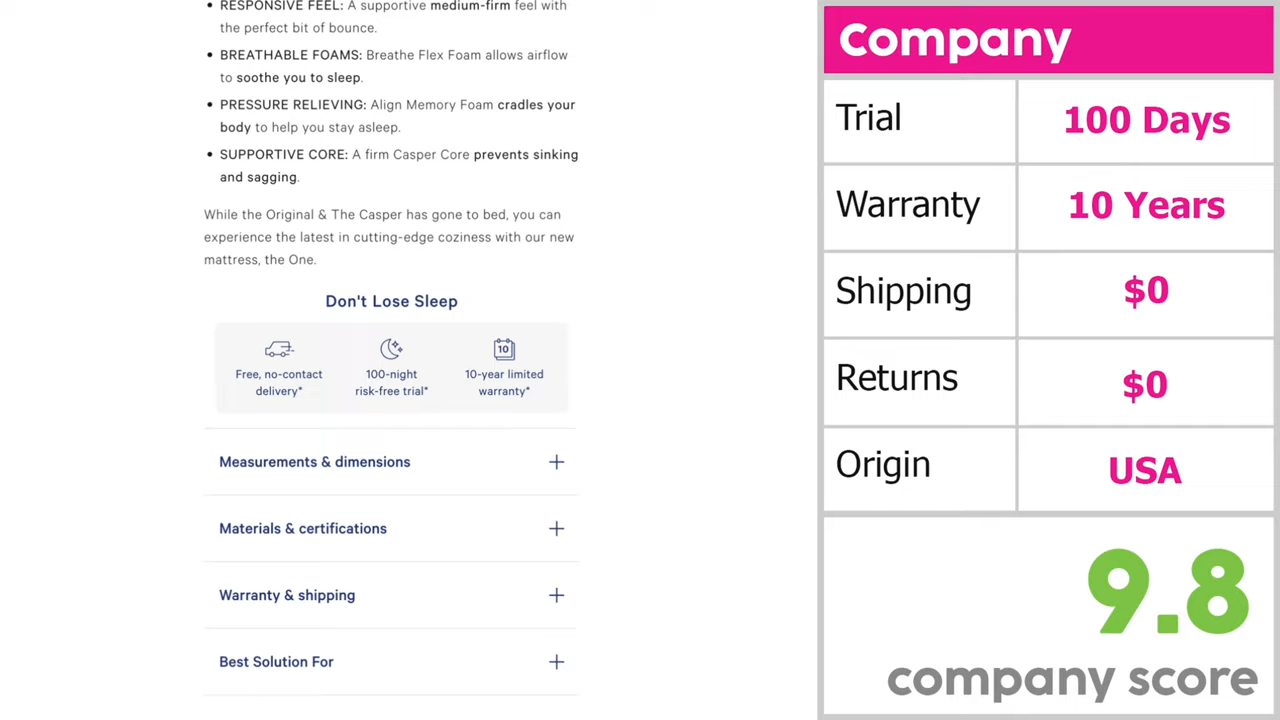 • RESPONSIVE FEEL: A supportive medium-firm feel with
the perfect bit of bounce.
• BREATHABLE FOAMS: Breathe Flex Foam allows airflow
to soothe you to sleep.
• PRESSURE RELIEVING: Align Memory Foam cradles your
body to help you stay asleep.
• SUPPORTIVE CORE: A firm Casper Core prevents sinking
and sagging.
While the Original & The Casper has gone to bed, you can
experience the latest in cutting-edge coziness with our new
mattress, the One.
Don't Lose Sleep
10
Free, no-contact
delivery*
100-night
risk-free trial*
10-year limited
warranty*
Measurements & dimensions +
Materials & certifications +
Warranty & shipping +
Best Solution For +
Company
Trial 100 Days
Warranty 10 Years
Shipping $0
Returns $0
Origin USA
9.8
company score